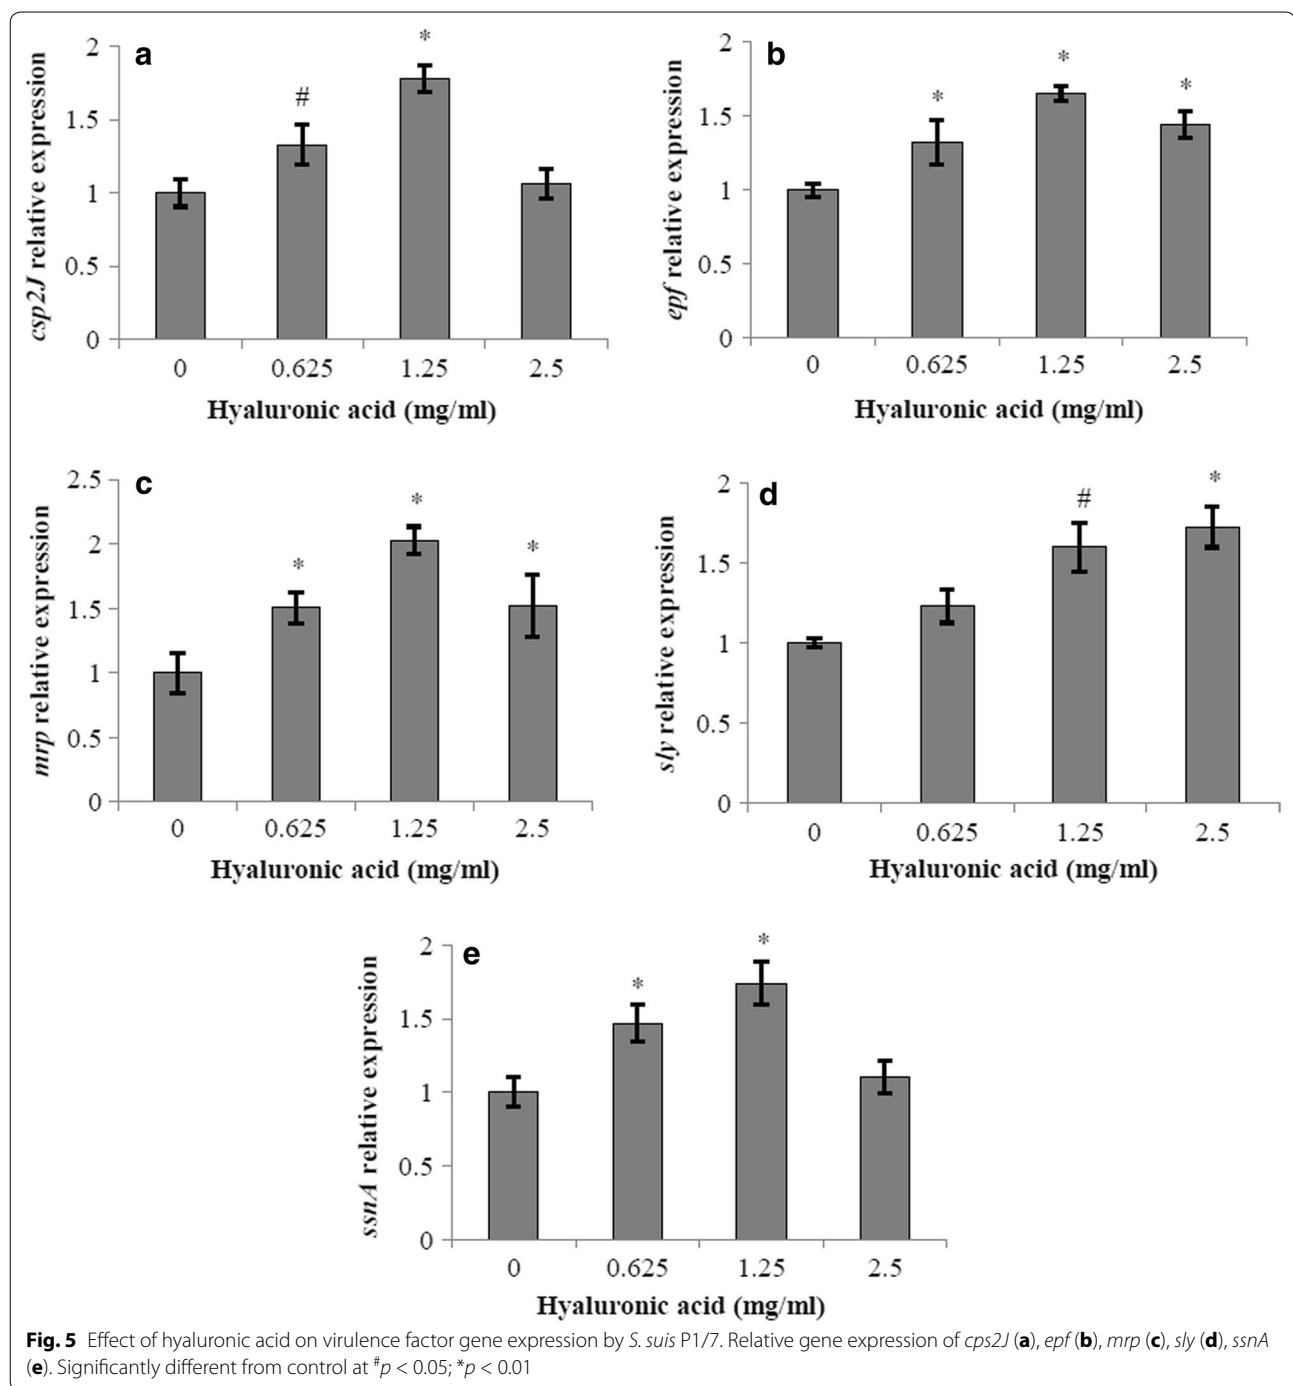 a
2
1.5
1
0.5
0
csp2J relative expression
#
*
0 0.625 1.25 2.5
Hyaluronic acid (mg/ml)
b
2
1.5
1
0.5
0
epf relative expression
* * *
0 0.625 1.25 2.5
Hyaluronic acid (mg/ml)
c
2.5
2
1.5
1
0.5
0
mrp relative expression
* * *
0 0.625 1.25 2.5
Hyaluronic acid (mg/ml)
d
2
1.5
1
0.5
0
sly relative expression
# *
0 0.625 1.25 2.5
Hyaluronic acid (mg/ml)
e
2
1.5
1
0.5
0
ssnA relative expression
* *
0 0.625 1.25 2.5
Hyaluronic acid (mg/ml)
Fig. 5 Effect of hyaluronic acid on virulence factor gene expression by S. suis P1/7. Relative gene expression of cps2J (a), epf (b), mrp (c), sly (d), ssnA
(e). Significantly different from control at #p < 0.05; *p < 0.01